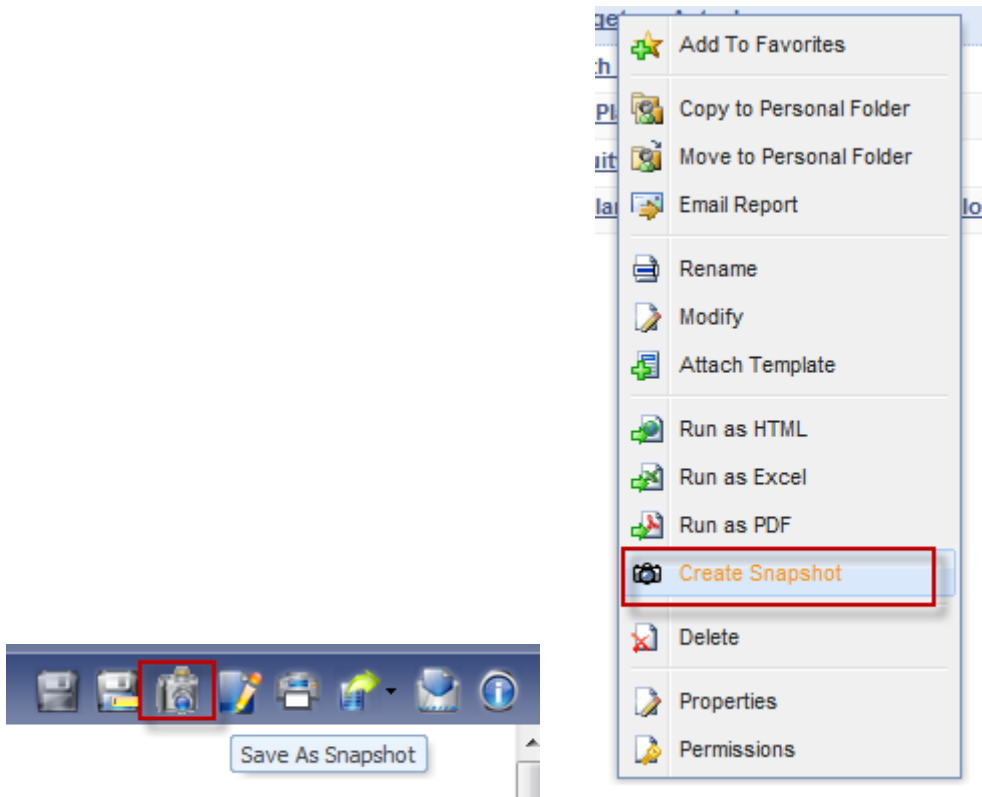 Add To Favorites
Copy to Personal Folder
Move to Personal Folder
Email Report
Rename
Modify
Attach Template
Run as HTML
Run as Excel
Run as PDF
Create Snapshot
Delete
Properties
Permissions
Save As Snapshot